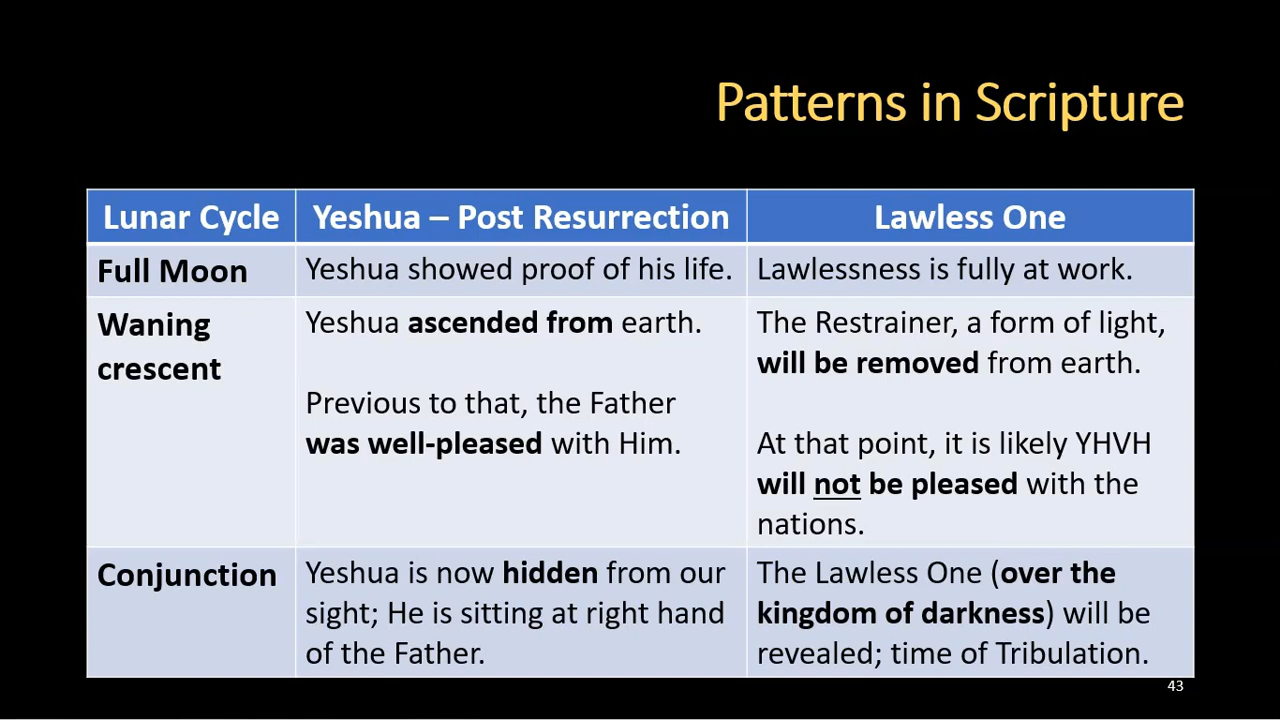 Patterns in Scripture
Lunar Cycle
Yeshua – Post Resurrection
Lawless One
Full Moon
Yeshua showed proof of his life.
Lawlessness is fully at work.
Waning
crescent
Yeshua ascended from earth.
Previous to that, the Father
was well-pleased with Him.
The Restrainer, a form of light,
will be removed from earth.
At that point, it is likely YHVH
will not be pleased with the
nations.
Conjunction
Yeshua is now hidden from our
sight; He is sitting at right hand
of the Father.
The Lawless One (over the
kingdom of darkness) will be
revealed; time of Tribulation.
43